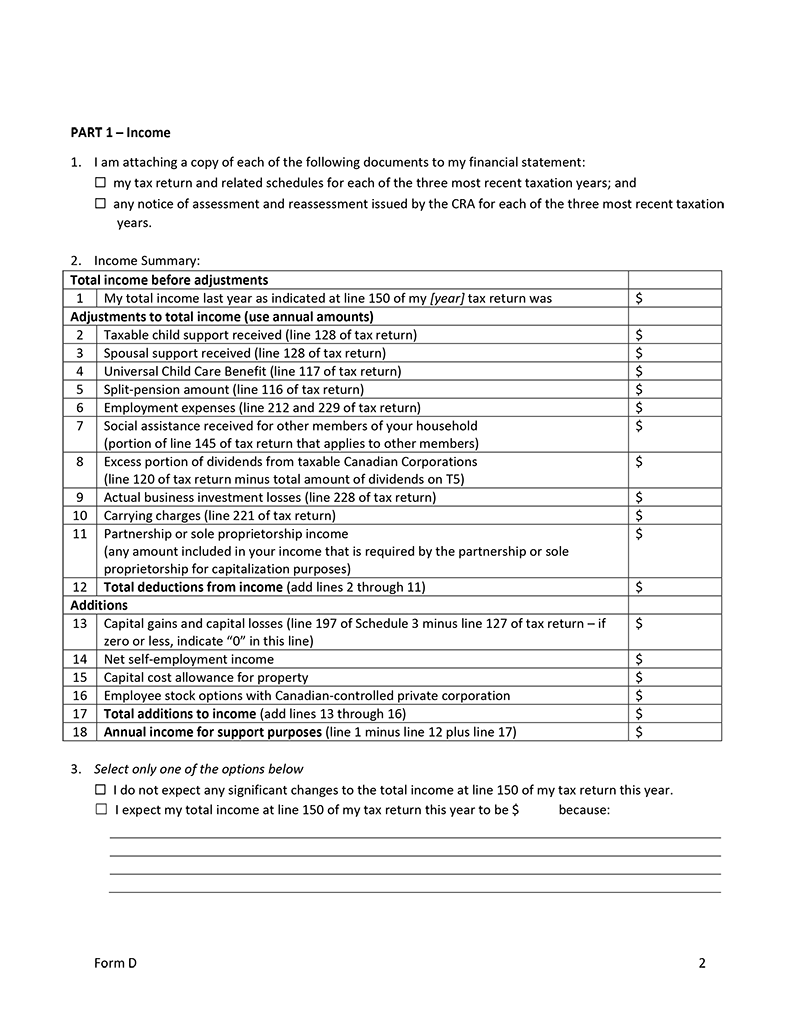 PART 1 – Income
1. I am attaching a copy of each of the following documents to my financial statement:
☐ my tax return and related schedules for each of the three most recent taxation years; and
☐ any notice of assessment and reassessment issued by the CRA for each of the three most recent taxation
years.
2. Income Summary:
Total income before adjustments
1 My total income last year as indicated at line 150 of my [year] tax return was $
Adjustments to total income (use annual amounts)
2 Taxable child support received (line 128 of tax return) $
3 Spousal support received (line 128 of tax return) $
4 Universal Child Care Benefit (line 117 of tax return) $
5 Split-pension amount (line 116 of tax return) $
6 Employment expenses (line 212 and 229 of tax return) $
7 Social assistance received for other members of your household $
(portion of line 145 of tax return that applies to other members)
8 Excess portion of dividends from taxable Canadian Corporations $
(line 120 of tax return minus total amount of dividends on T5)
9 Actual business investment losses (line 228 of tax return) $
10 Carrying charges (line 221 of tax return) $
11 Partnership or sole proprietorship income $
(any amount included in your income that is required by the partnership or sole
proprietorship for capitalization purposes)
12 Total deductions from income (add lines 2 through 11) $
Additions
13 Capital gains and capital losses (line 197 of Schedule 3 minus line 127 of tax return – if $
zero or less, indicate “0” in this line)
14 Net self-employment income $
15 Capital cost allowance for property $
16 Employee stock options with Canadian-controlled private corporation $
17 Total additions to income (add lines 13 through 16) $
18 Annual income for support purposes (line 1 minus line 12 plus line 17) $
3. Select only one of the options below
☐ I do not expect any significant changes to the total income at line 150 of my tax return this year.
☐ I expect my total income at line 150 of my tax return this year to be $ because:
Form D 2